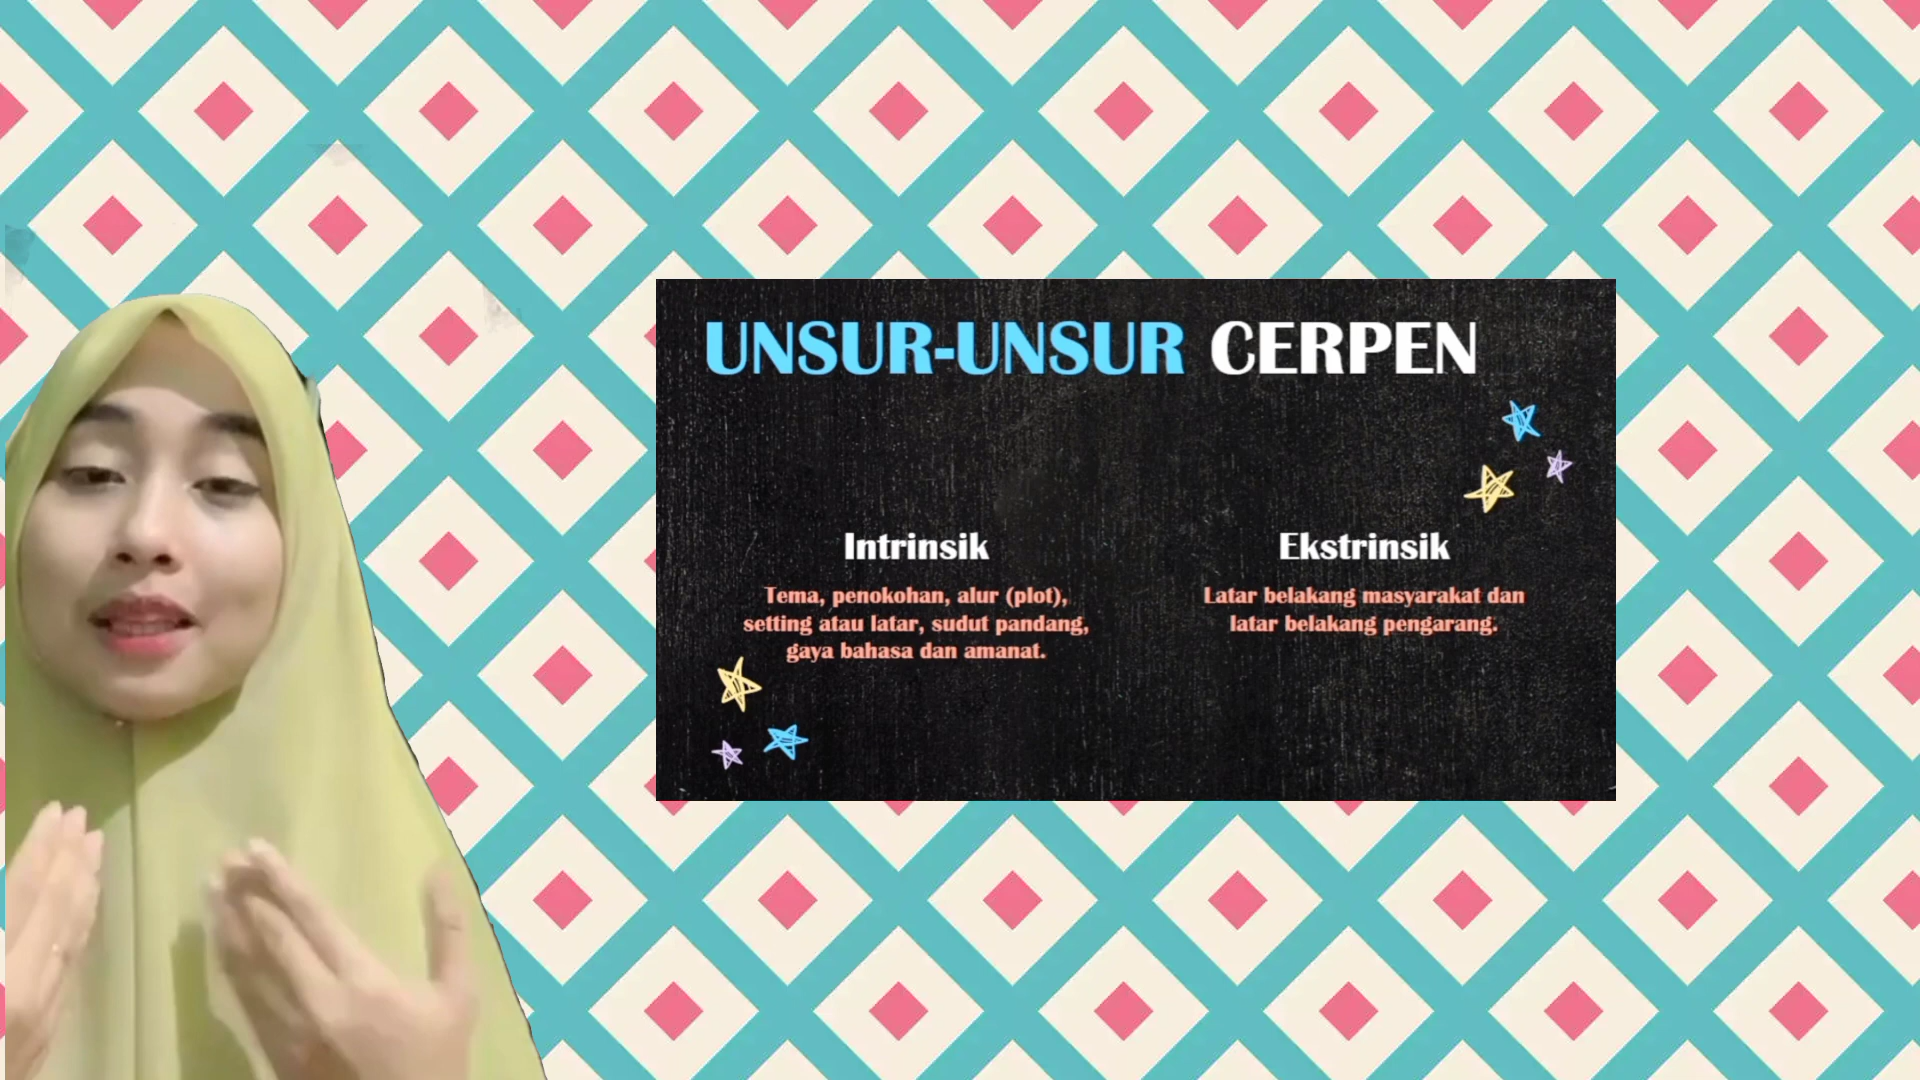 UNSUR-UNSUR CERPEN
Intrinsik
Tema, penokohan, alur (plot),
setting atau latar, sudut pandang,
gaya bahasa dan amanat.
Ekstrinsik
Latar belakang masyarakat dan
latar belakang pengarang.